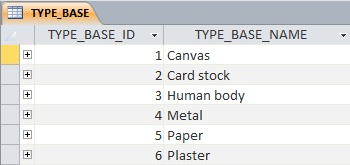 TYPE_BASE
TYPE_BASE_ID TYPE_BASE_NAME
1 Canvas
2 Card stock
3 Human body
4 Metal
5 Paper
6 Plaster